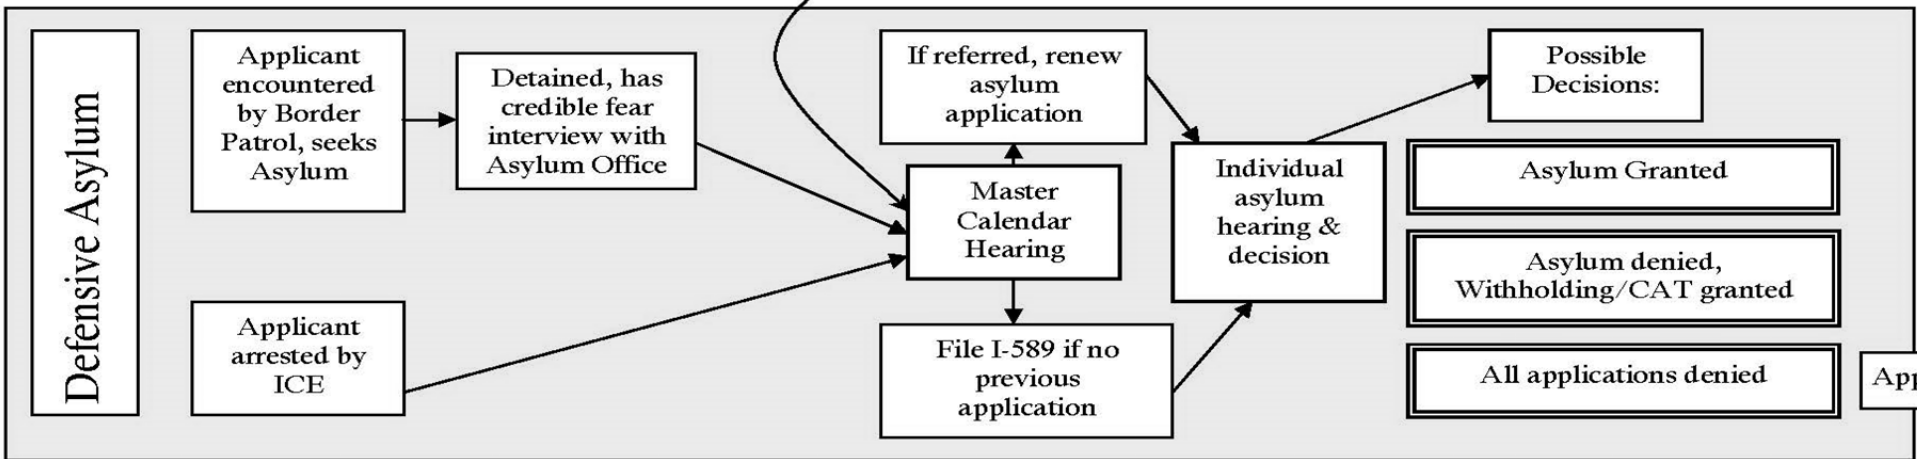 Defensive Asylum
Applicant
encountered
by Border
Patrol, seeks
Asylum
Detained, has
credible fear
interview with
Asylum Office
Applicant
arrested by
ICE
If referred, renew
asylum
application
Master
Calendar
Hearing
File I-589 if no
previous
application
Individual
asylum
hearing &
decision
Possible
Decisions:
Asylum Granted
Asylum denied,
Withholding/CAT granted
All applications denied